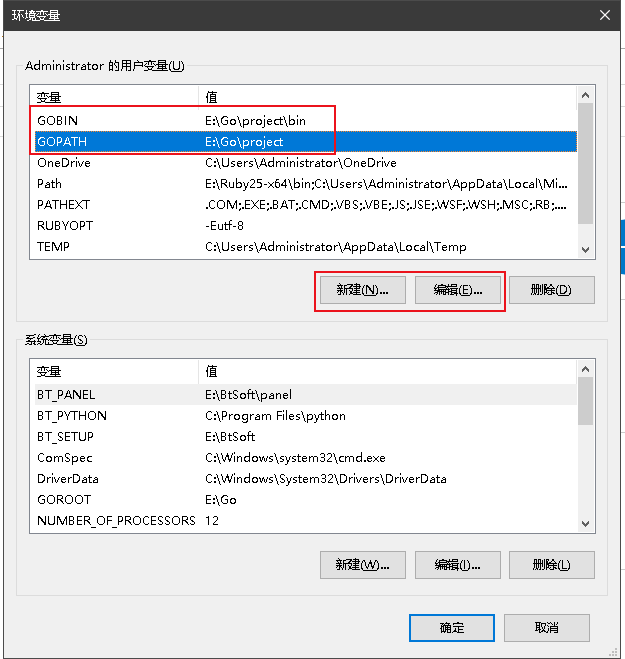 环境变量
Administrator 的用户变量(U)
变量 值
GOBIN E:\Go\project\bin
GOPATH E:\Go\project
OneDrive C:\Users\Administrator\OneDrive
Path E:\Ruby25-x64\bin;C:\Users\Administrator\AppData\Local\Mi...
PATHEXT .COM;.EXE;.BAT;.CMD;.VBS;.VBE;.JS;.JSE;.WSF;.WSH;.MSC;.RB;....
RUBYOPT -Eutf-8
TEMP C:\Users\Administrator\AppData\Local\Temp
新建(N)... 编辑(E)... 删除(D)
系统变量(S)
变量 值
BT_PANEL E:\BtSoft\panel
BT_PYTHON C:\Program Files\python
BT_SETUP E:\BtSoft
ComSpec C:\Windows\system32\cmd.exe
DriverData C:\Windows\System32\Drivers\DriverData
GOROOT E:\Go
NUMBER_OF_PROCESSORS 12
新建(W)... 编辑(I)... 删除(L)
确定 取消